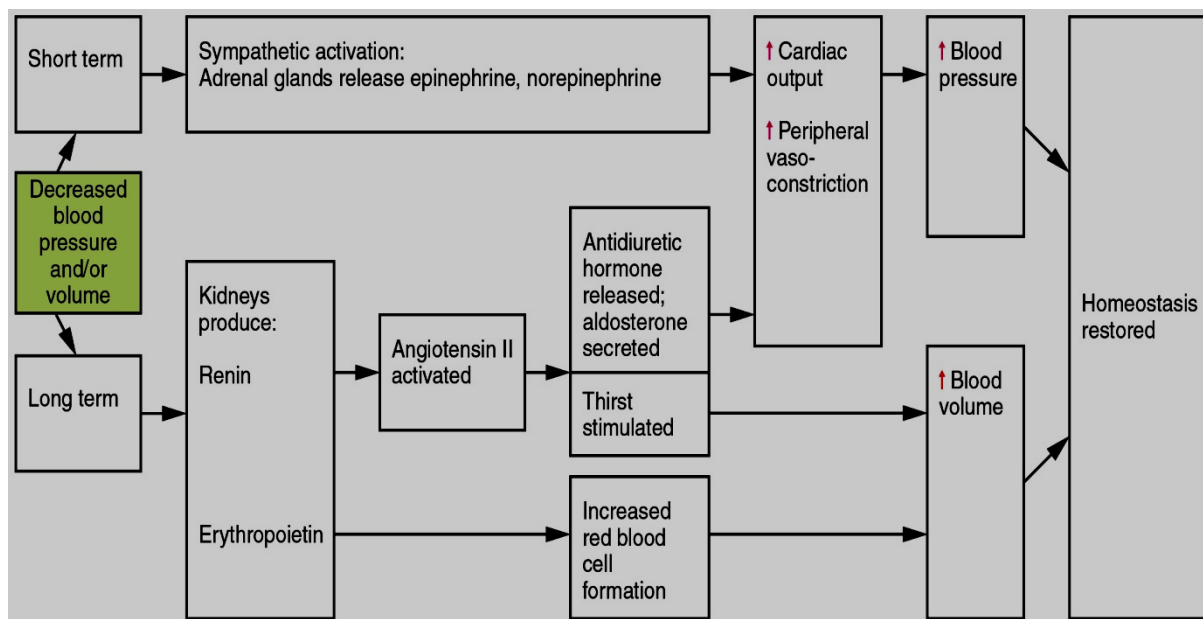 Short term
Sympathetic activation:
Adrenal glands release epinephrine, norepinephrine
↑ Cardiac
output
↑ Peripheral
vaso-
constriction
↑ Blood
pressure
Decreased
blood
pressure
and/or
volume
Long term
Kidneys
produce:
Renin
Erythropoietin
Angiotensin II
activated
Antidiuretic
hormone
released;
aldosterone
secreted
Thirst
stimulated
Increased
red blood
cell
formation
↑ Blood
volume
Homeostasis
restored